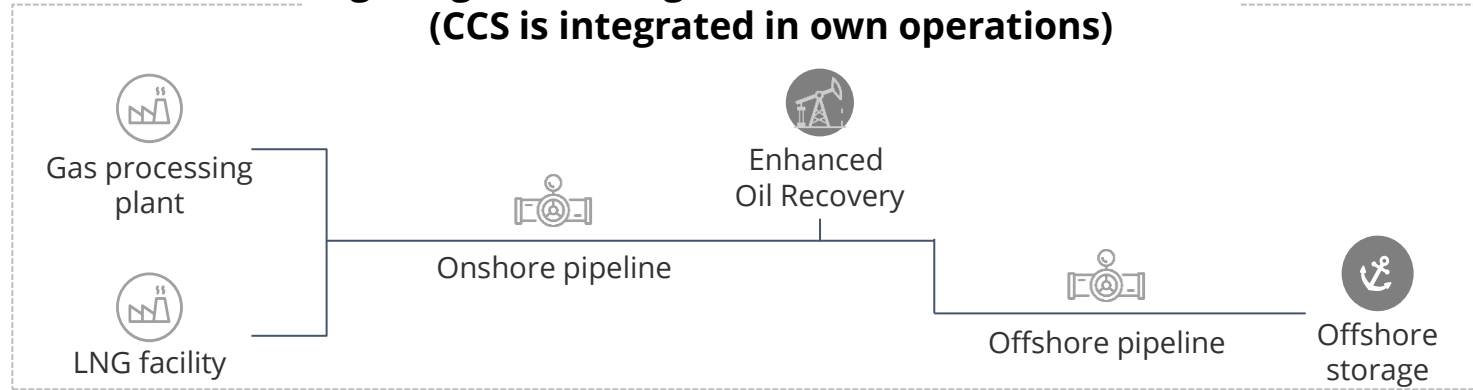 (CCS is integrated in own operations)
Gas processing
plant
Enhanced
Oil Recovery
Onshore pipeline
LNG facility
Offshore pipeline
Offshore
storage